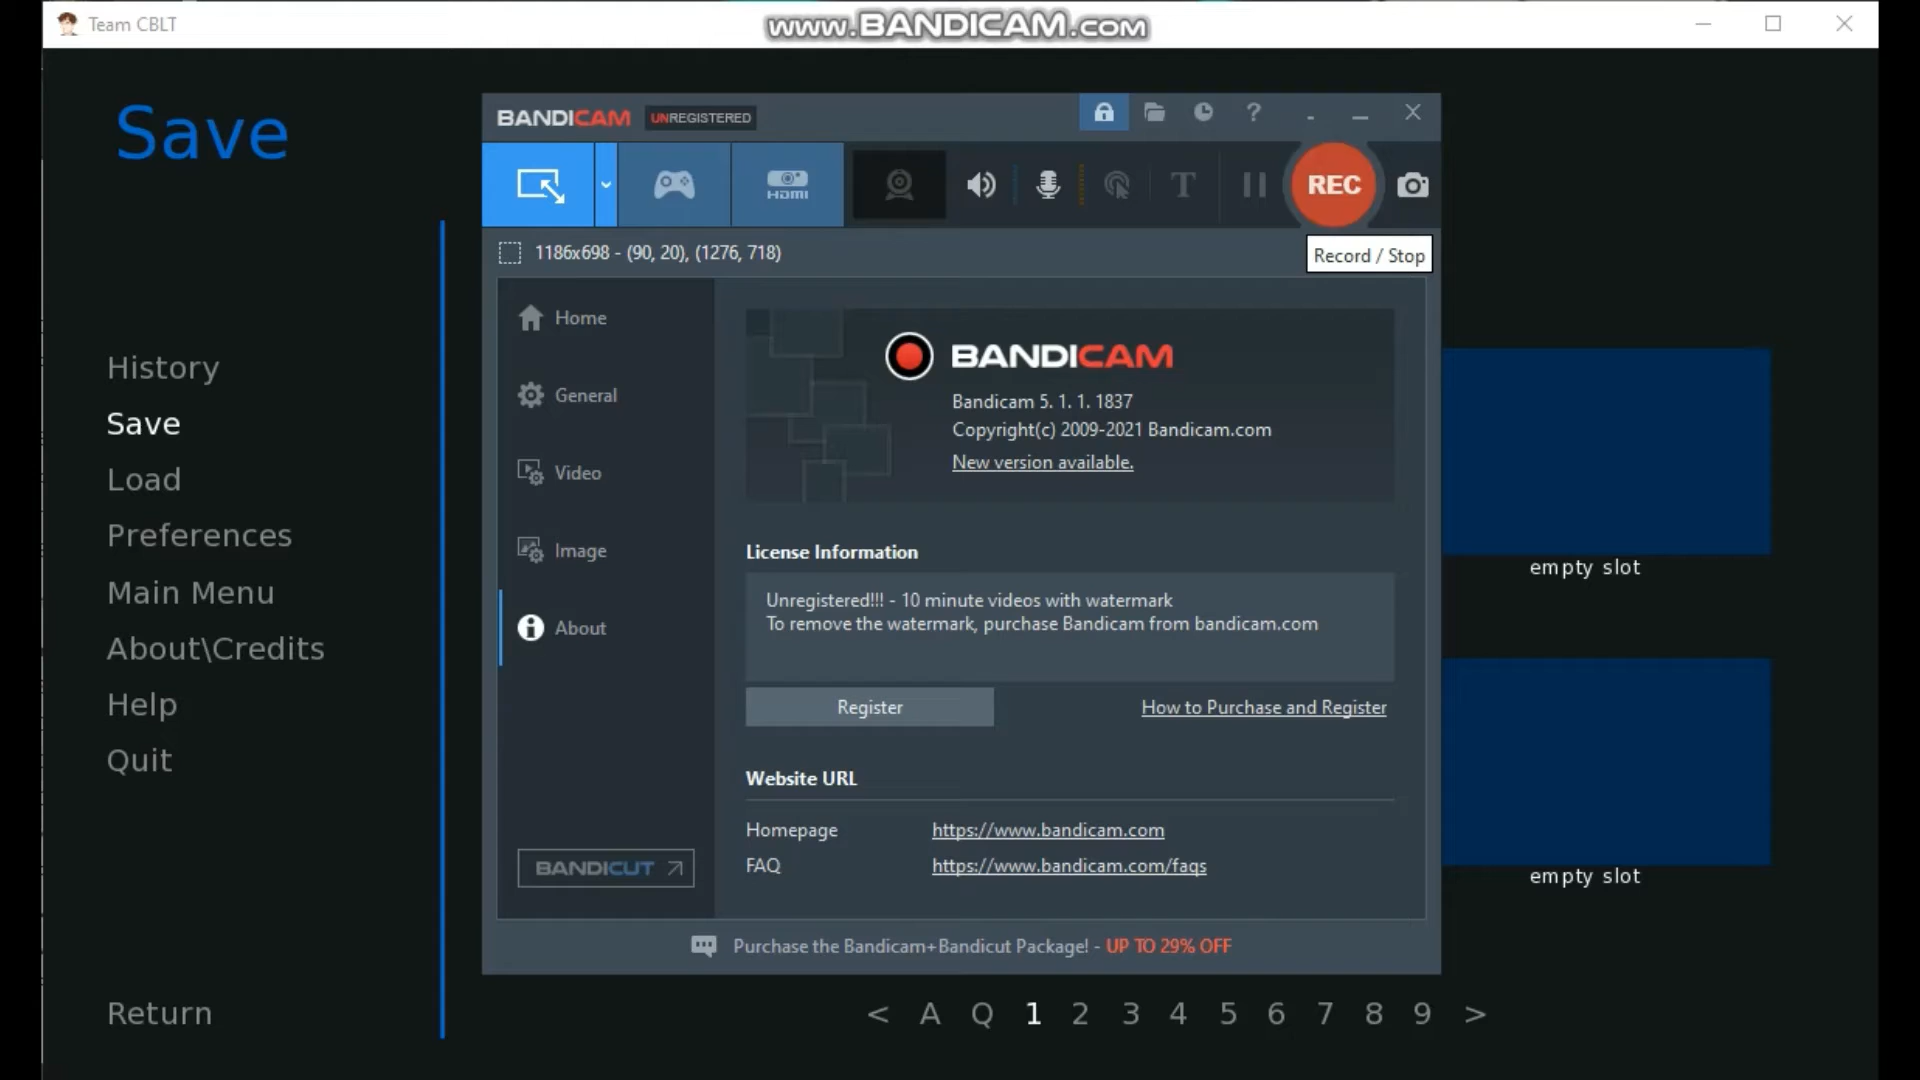 Team CBLT
www.BANDICAM.com
Save
BANDICAM UNREGISTERED
?
HDMI
T
REC
1186x698 - (90, 20), (1276, 718)
Record / Stop
Home
General
Video
Image
About
BANDICUT
BANDICAM
Bandicam 5. 1. 1. 1837
Copyright(c) 2009-2021 Bandicam.com
New version available.
License Information
Unregistered!!! - 10 minute videos with watermark
To remove the watermark, purchase Bandicam from bandicam.com
Register
How to Purchase and Register
Website URL
Homepage https://www.bandicam.com
FAQ https://www.bandicam.com/faqs
Purchase the Bandicam+Bandicut Package! - UP TO 29% OFF
History
Save
Load
Preferences
Main Menu
About\Credits
Help
Quit
Return
empty slot
empty slot
< A Q 1 2 3 4 5 6 7 8 9 >